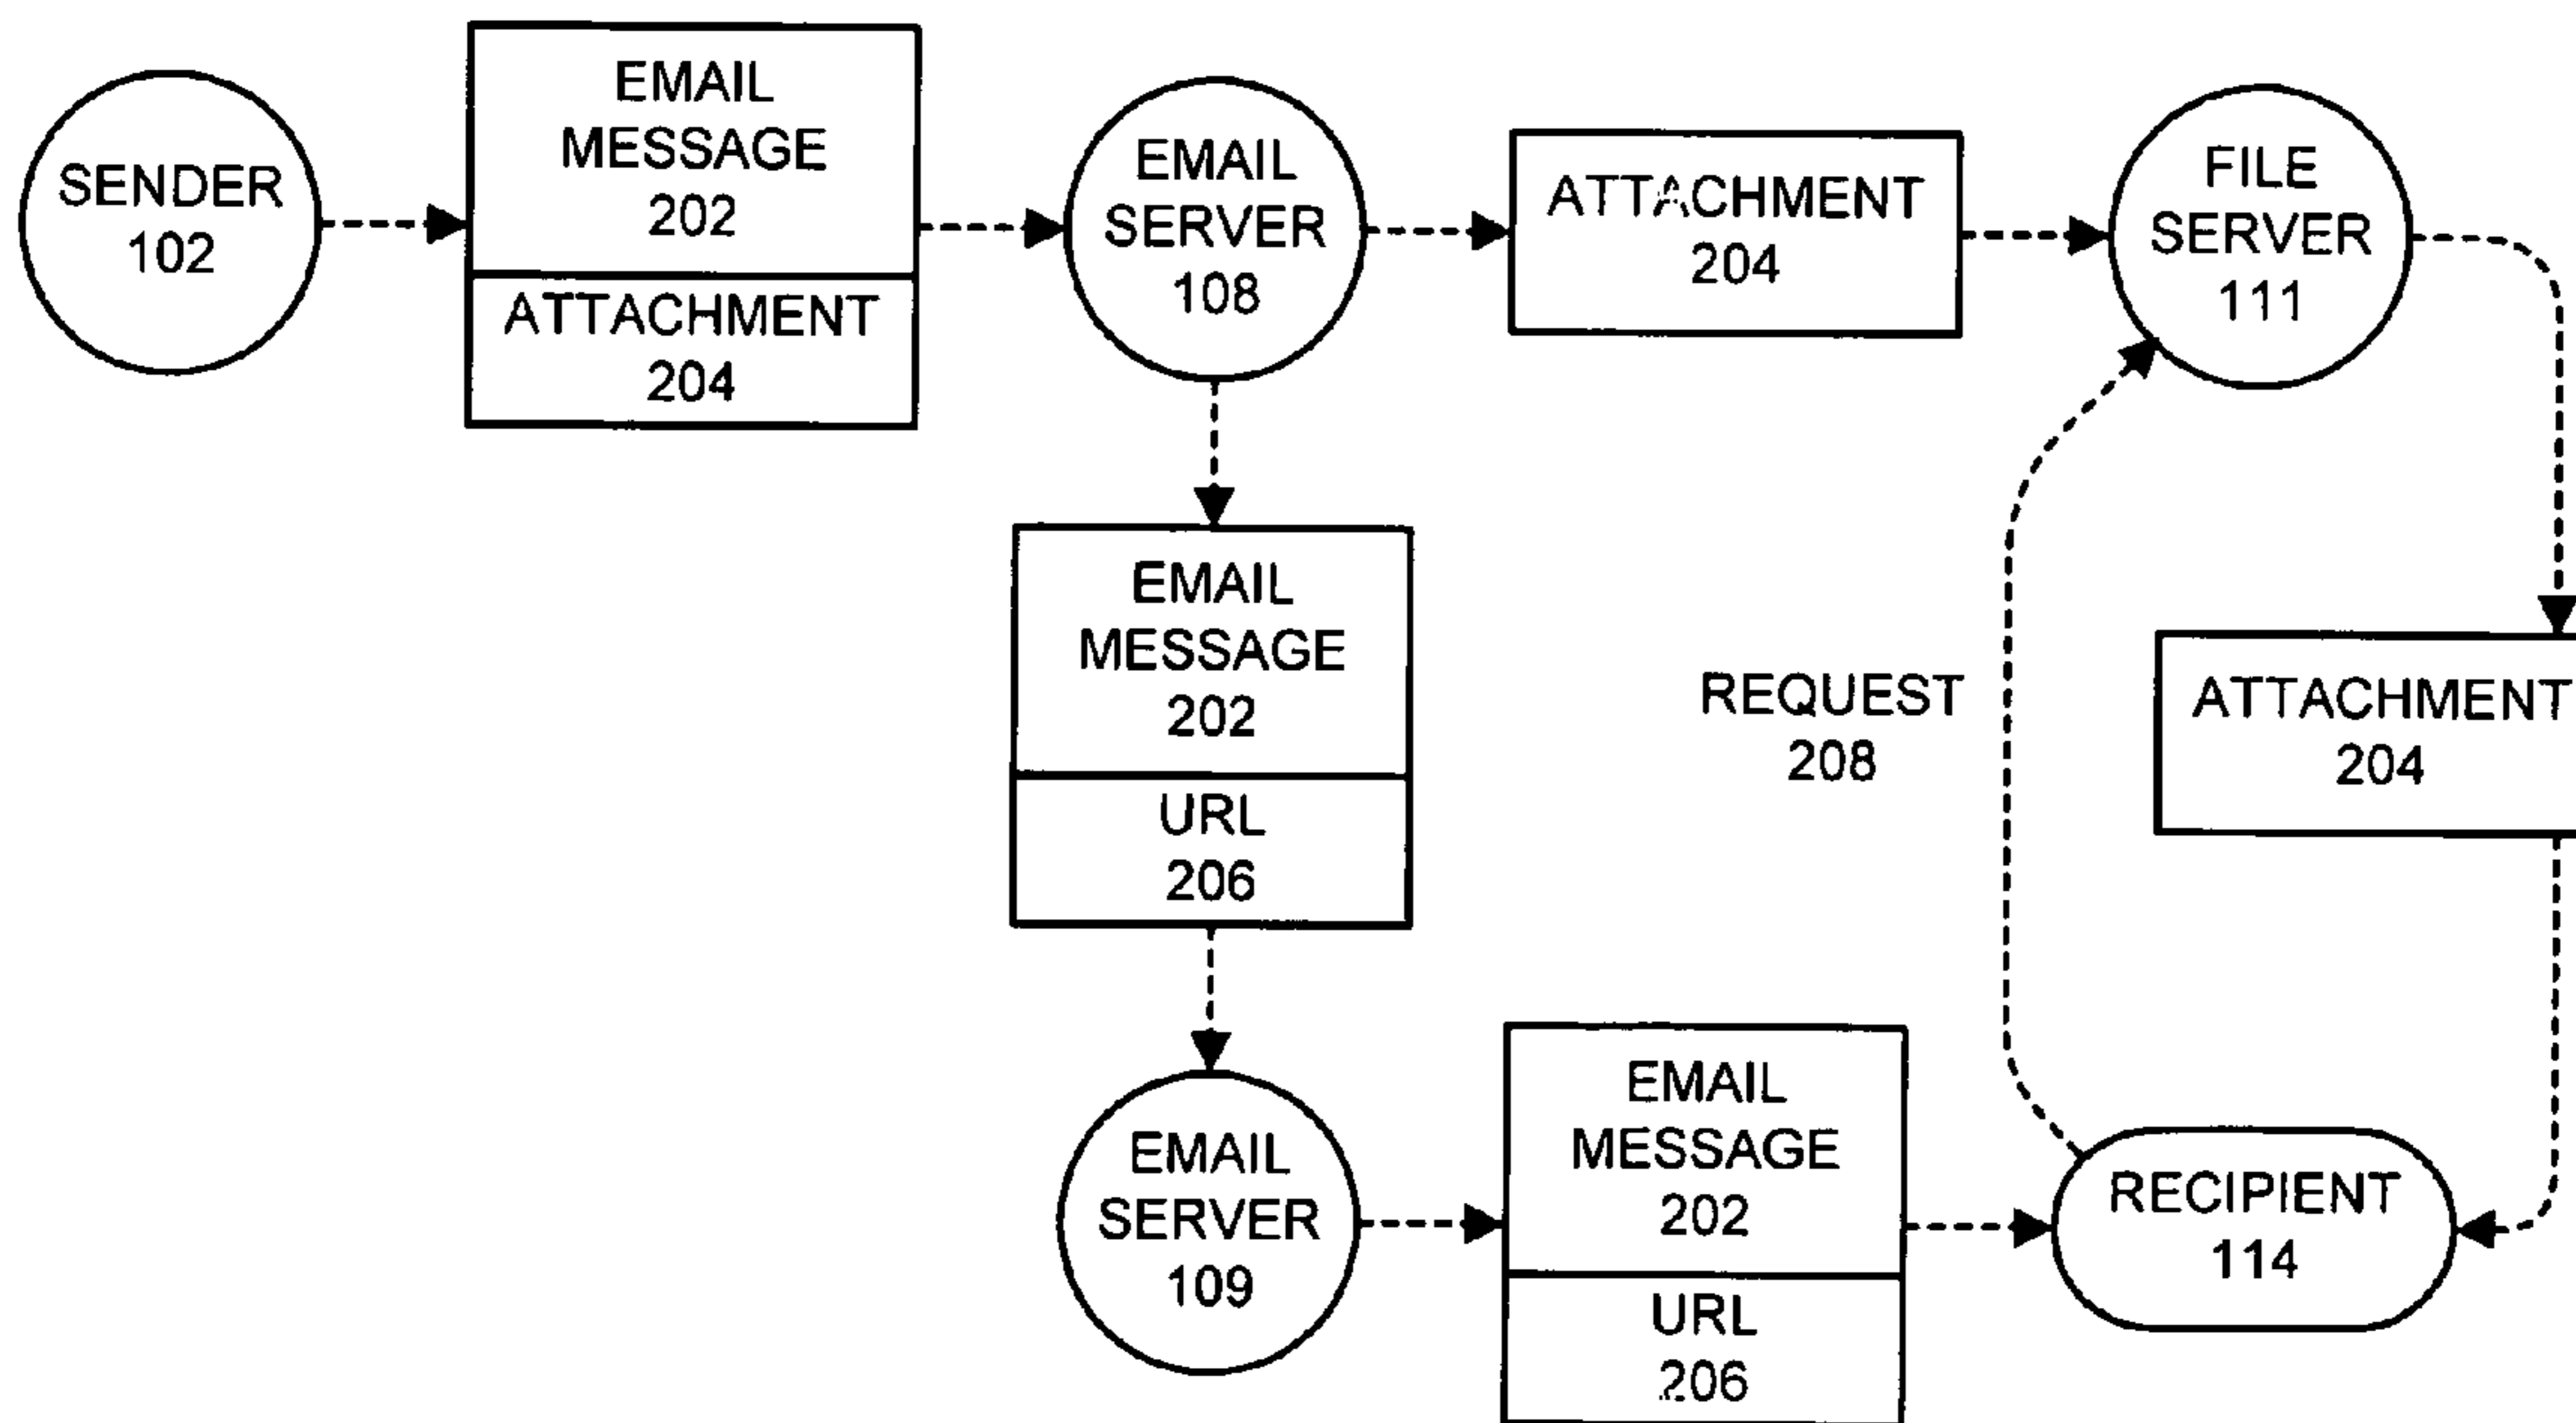 SENDER
102
EMAIL
MESSAGE
202
ATTACHMENT
204
EMAIL
SERVER
108
ATTACHMENT
204
FILE
SERVER
111
EMAIL
MESSAGE
202
URL
206
REQUEST
208
ATTACHMENT
204
EMAIL
SERVER
109
EMAIL
MESSAGE
202
URL
206
RECIPIENT
114